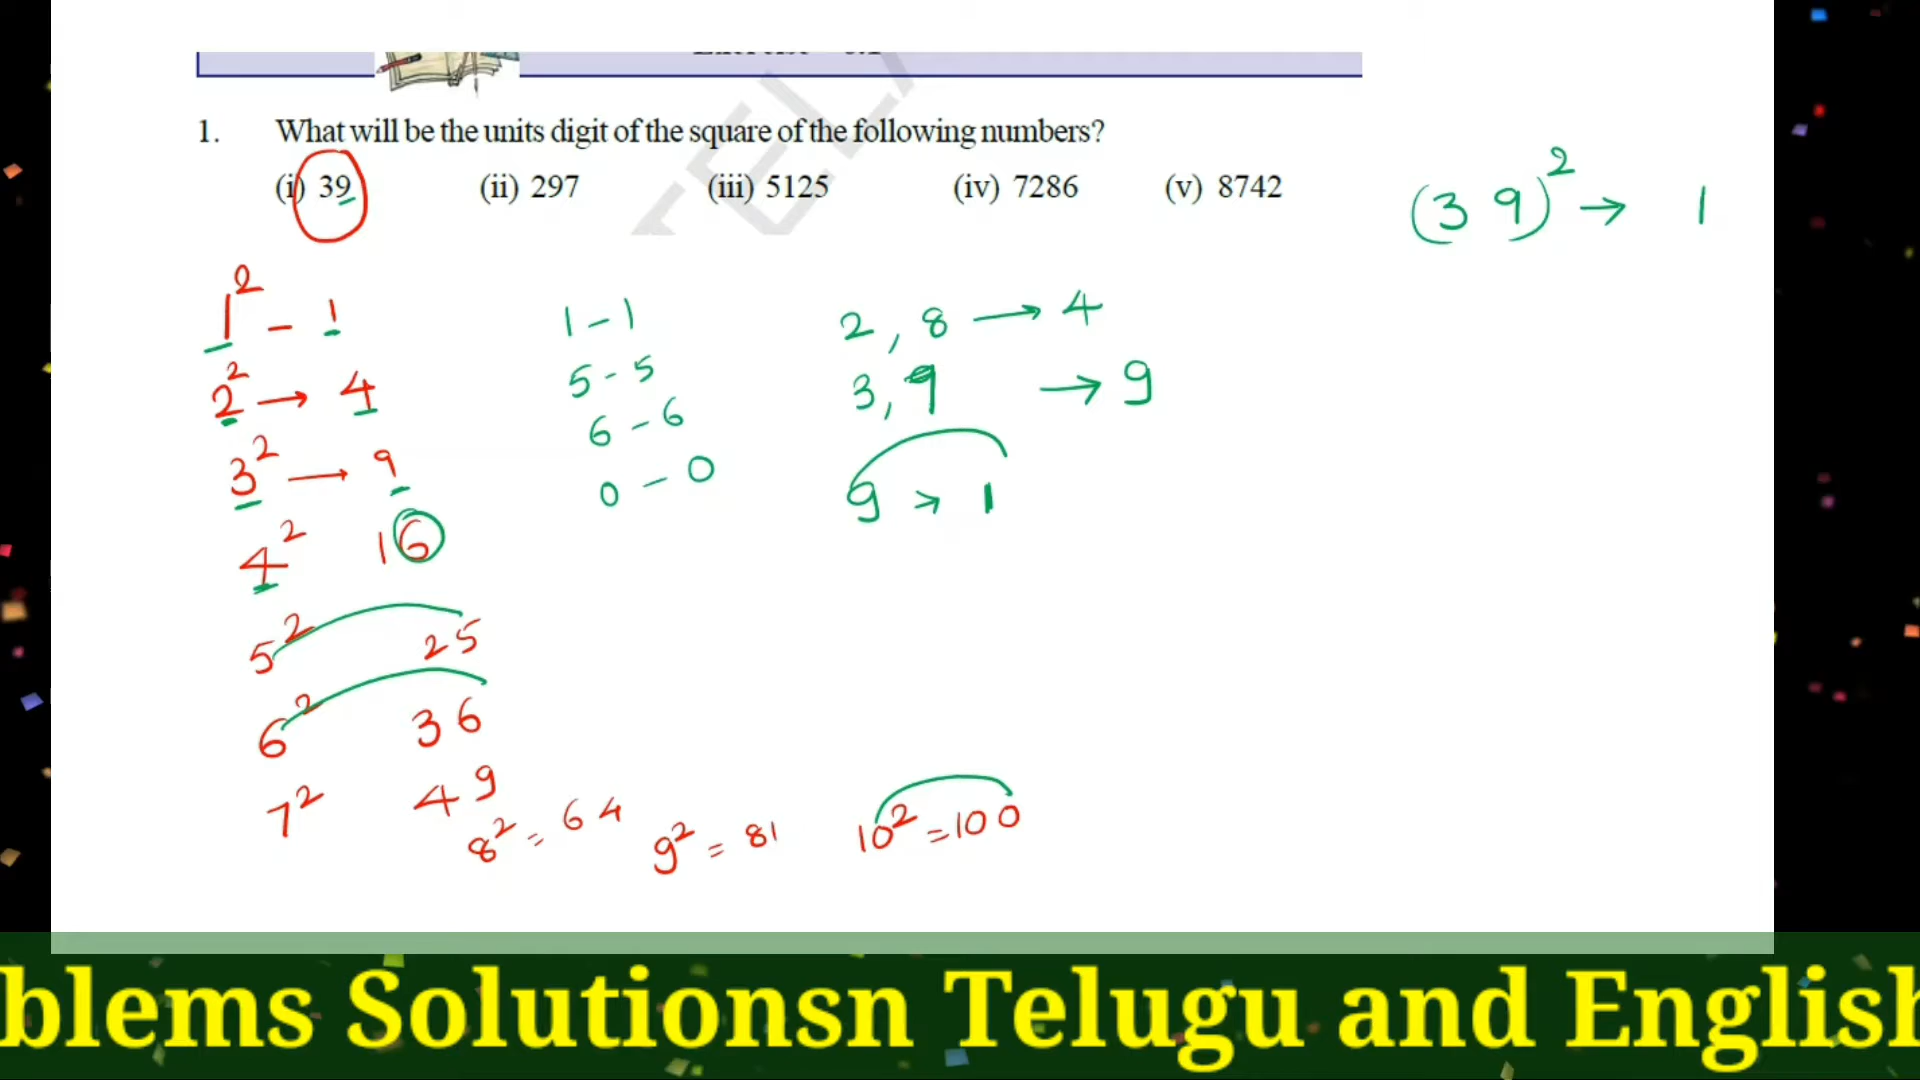 1. What will be the units digit of the square of the following numbers?
(i) 39 (ii) 297 (iii) 5125 (iv) 7286 (v) 8742
(39)² → 1
1² - 1
2² → 4
3² — 9
4² 16
5² 25
6² 36
7² 49
8² = 64
9² = 81
10² = 100
1 - 1
5 - 5
6 - 6
0 - 0
2, 8 → 4
3, 9 → 9
9 → 1
blems Solutionsn Telugu and English